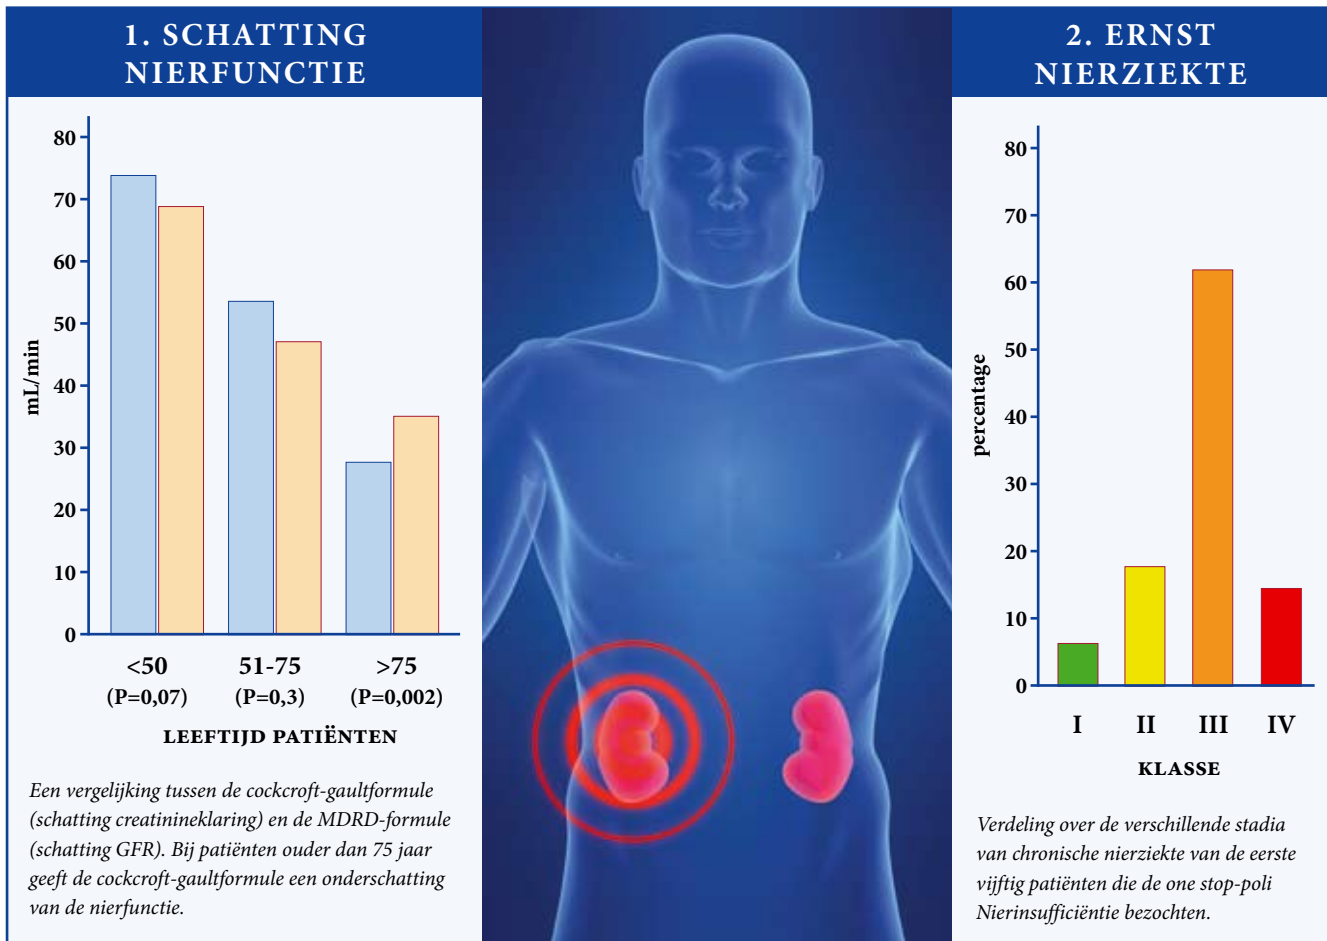 1. SCHATTING
NIERFUNCTIE
80
70
60
50
40
30
20
10
0
mL/min
<50
51-75
>75
(P=0,07)
(P=0,3)
(P=0,002)
LEEFTIJD PATIËNTEN
Een vergelijking tussen de cockcroft-gaultformule
(schatting creatinineklaring) en de MDRD-formule
(schatting GFR). Bij patiënten ouder dan 75 jaar
geeft de cockcroft-gaultformule een onderschatting
van de nierfunctie.
2. ERNST
NIERZIEKTE
80
70
60
50
40
30
20
10
0
percentage
I
II
III
IV
KLASSE
Verdeling over de verschillende stadia
van chronische nierziekte van de eerste
vijftig patiënten die de one stop-poli
Nierinsufficiëntie bezochten.